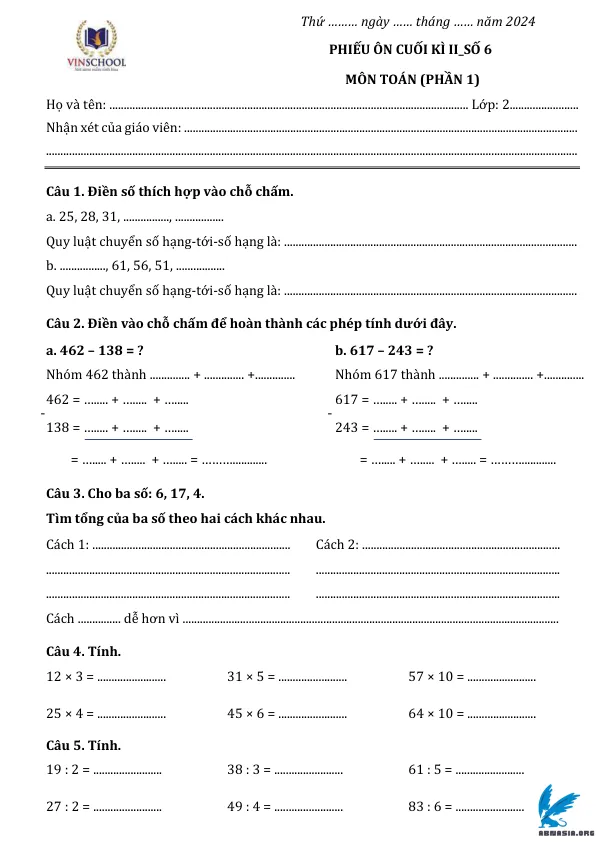 Thứ ……… ngày …… tháng …… năm 2024
VINSCHOOL
PHIẾU ÔN CUỐI KÌ II_SỐ 6
MÔN TOÁN (PHẦN 1)
Họ và tên: ............................................................ Lớp: 2........................
Nhận xét của giáo viên: ............................................................
............................................................
Câu 1. Điền số thích hợp vào chỗ chấm.
a. 25, 28, 31, ................, .................
Quy luật chuyển số hạng-tới-số hạng là: ............................................................
b. ................, 61, 56, 51, .................
Quy luật chuyển số hạng-tới-số hạng là: ............................................................
Câu 2. Điền vào chỗ chấm để hoàn thành các phép tính dưới đây.
a. 462 – 138 = ? b. 617 – 243 = ?
Nhóm 462 thành .............. + .............. +.............. Nhóm 617 thành .............. + .............. +..............
462 = …….. + …….. + …….. 617 = …….. + …….. + ……..
- -
138 = …….. + …….. + …….. 243 = …….. + …….. + ……..
= …….. + …….. + …….. = ...................... = …….. + …….. + …….. = ......................
Câu 3. Cho ba số: 6, 17, 4.
Tìm tổng của ba số theo hai cách khác nhau.
Cách 1: ............................................................ Cách 2: ............................................................
............................................................ ............................................................
............................................................ ............................................................
Cách ............... dễ hơn vì ............................................................
Câu 4. Tính.
12 × 3 = ........................ 31 × 5 = ........................ 57 × 10 = ........................
25 × 4 = ........................ 45 × 6 = ........................ 64 × 10 = ........................
Câu 5. Tính.
19 : 2 = ........................ 38 : 3 = ........................ 61 : 5 = ........................
27 : 2 = ........................ 49 : 4 = ........................ 83 : 6 = ........................
ABMASIA.ORG